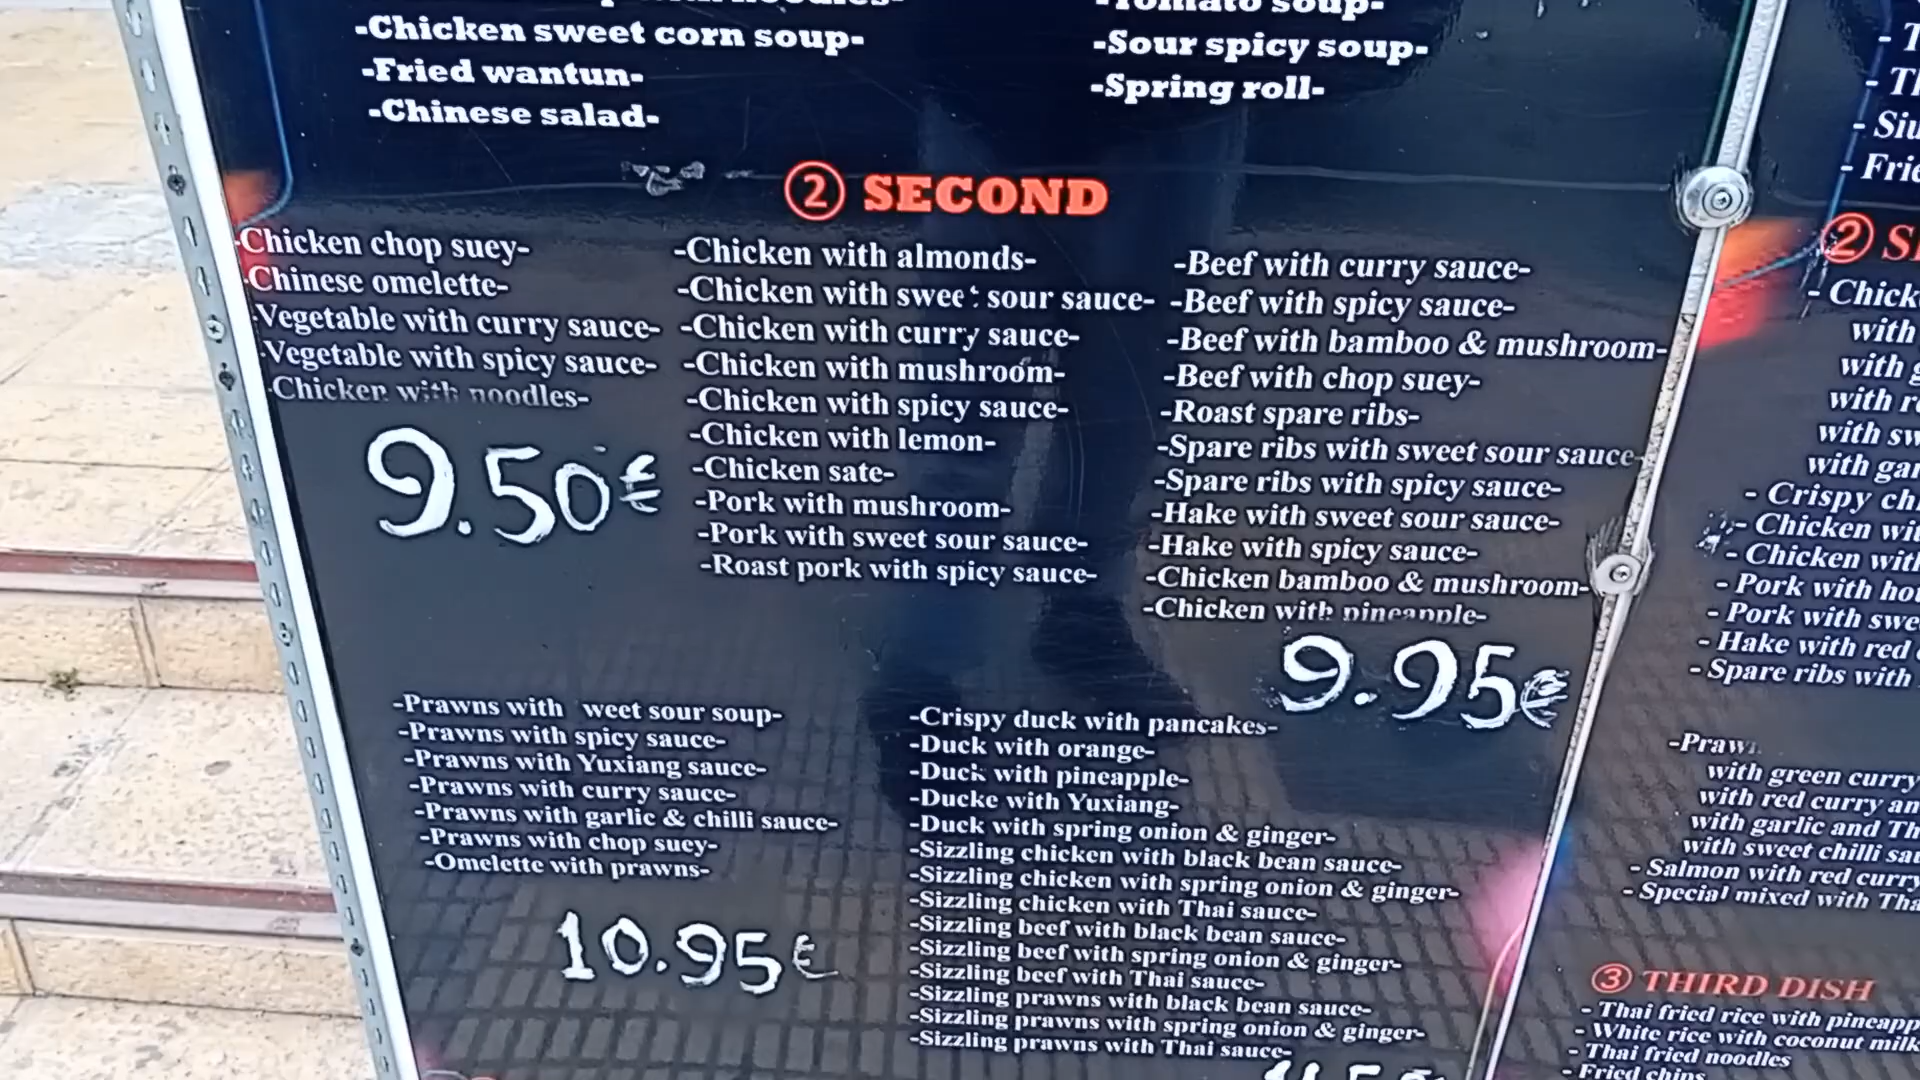 -Chicken sweet corn soup-
-Fried wantun-
-Chinese salad-
-Tomato soup-
-Sour spicy soup-
-Spring roll-
② SECOND
-Chicken chop suey-
-Chinese omelette-
-Vegetable with curry sauce-
-Vegetable with spicy sauce-
-Chicken with noodles-
9.50€
-Chicken with almonds-
-Chicken with sweet sour sauce-
-Chicken with curry sauce-
-Chicken with mushroom-
-Chicken with spicy sauce-
-Chicken with lemon-
-Chicken sate-
-Pork with mushroom-
-Pork with sweet sour sauce-
-Roast pork with spicy sauce-
-Beef with curry sauce-
-Beef with spicy sauce-
-Beef with bamboo & mushroom-
-Beef with chop suey-
-Roast spare ribs-
-Spare ribs with sweet sour sauce-
-Spare ribs with spicy sauce-
-Hake with sweet sour sauce-
-Hake with spicy sauce-
-Chicken bamboo & mushroom-
-Chicken with pineapple-
9.95€
-Prawns with weet sour soup-
-Prawns with spicy sauce-
-Prawns with Yuxiang sauce-
-Prawns with curry sauce-
-Prawns with garlic & chilli sauce-
-Prawns with chop suey-
-Omelette with prawns-
10.95€
-Crispy duck with pancakes-
-Duck with orange-
-Duck with pineapple-
-Ducke with Yuxiang-
-Duck with spring onion & ginger-
-Sizzling chicken with black bean sauce-
-Sizzling chicken with spring onion & ginger-
-Sizzling chicken with Thai sauce-
-Sizzling beef with black bean sauce-
-Sizzling beef with spring onion & ginger-
-Sizzling beef with Thai sauce-
-Sizzling prawns with black bean sauce-
-Sizzling prawns with spring onion & ginger-
-Sizzling prawns with Thai sauce-
②
with
with
with
with
with
with
- Crispy
- Chicken
- Chicken
- Pork with
- Pork with
- Hake with red
- Spare ribs with
with green curry
with red curry
with garlic and
with sweet chilli
- Salmon with red curry
- Special mixed with
③ THIRD DISH
- Thai fried rice with
- White rice with coconut milk
- Thai fried noodles
- Fried chips